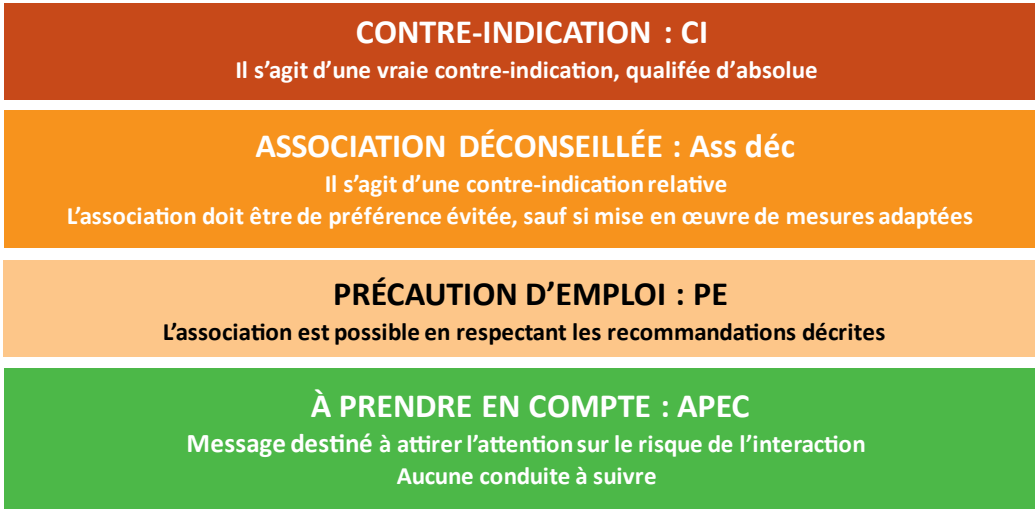 CONTRE-INDICATION : CI
Il s’agit d’une vraie contre-indication, qualifée d’absolue
ASSOCIATION DÉCONSEILLÉE : Ass déc
Il s’agit d’une contre-indication relative
L’association doit être de préférence évitée, sauf si mise en œuvre de mesures adaptées
PRÉCAUTION D’EMPLOI : PE
L’association est possible en respectant les recommandations décrites
À PRENDRE EN COMPTE : APEC
Message destiné à attirer l’attention sur le risque de l’interaction
Aucune conduite à suivre